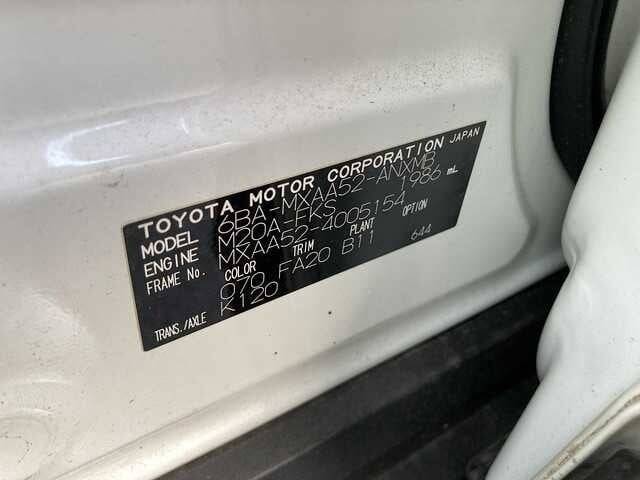 TOYOTA MOTOR CORPORATION JAPAN
MODEL 6BA-MXAA52-ANXMB
ENGINE M20A-FKS 1986 mL
FRAME NO. MXAA52-4005154
COLOR TRIM PLANT OPTION
070 FA20 B11 644
TRANS./AXLE K120